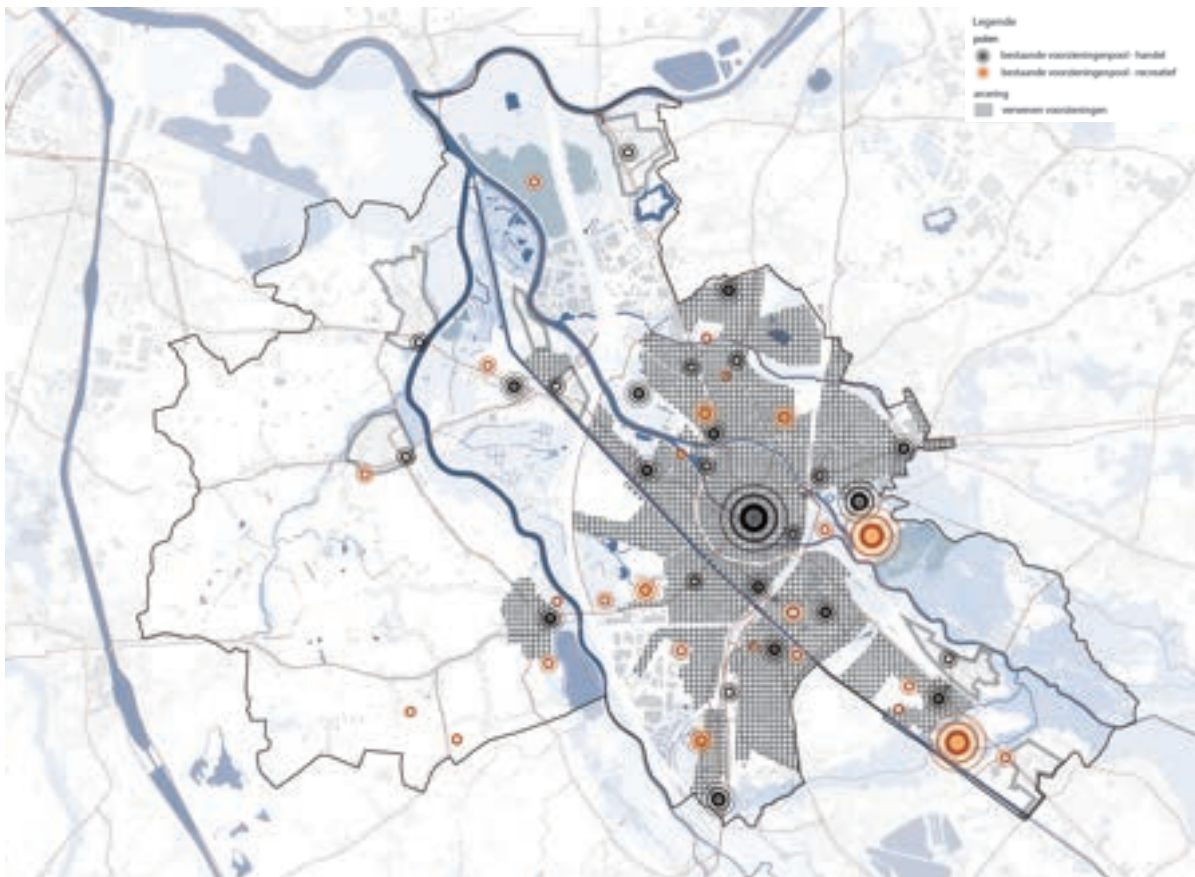 Legende
polen
bestaande voorzieningenpool - handel
bestaande voorzieningenpool - recreatief
arcering
verweven voorzieningen